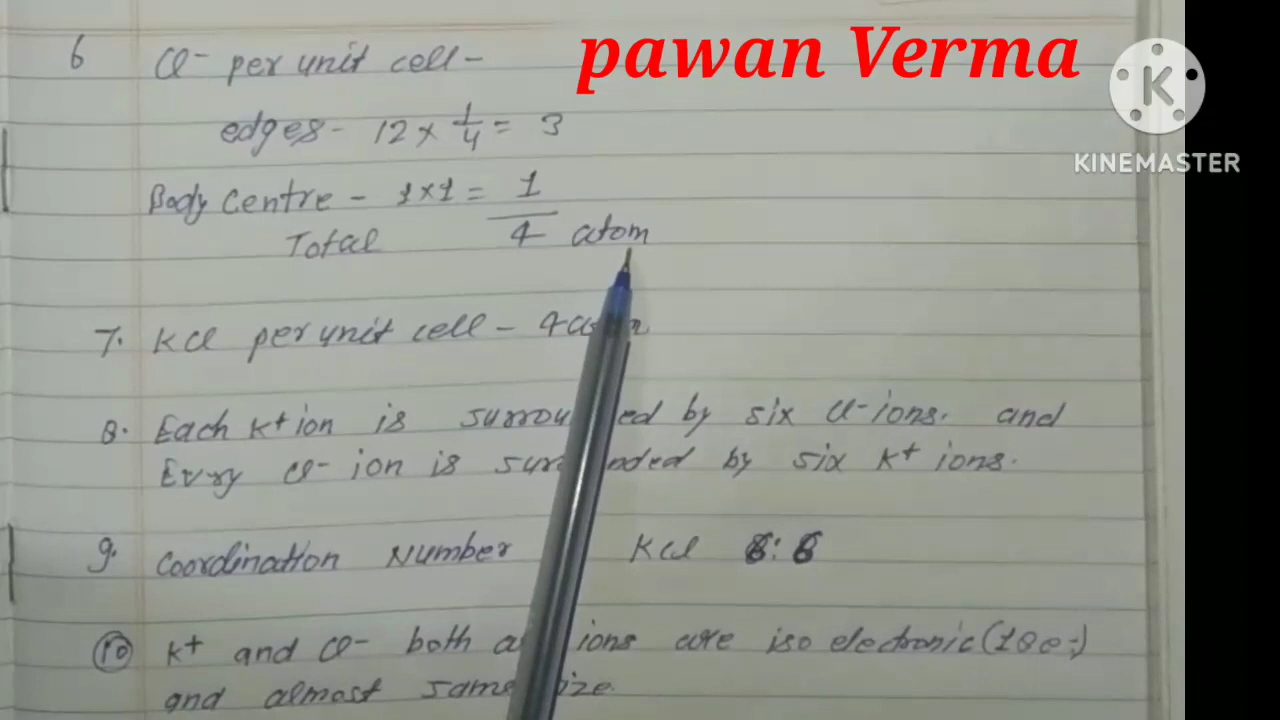 pawan Verma
KINEMASTER
6 Cl- per unit cell-
edges- 12 × 1/4 = 3
Body Centre - 1×1 = 1
Total 4 atom
7. KCl per unit cell - 4
8. Each K+ ion is by six Cl- ions. and
Every Cl- ion is by six K+ ions.
9. Coordination Number KCl 6:6
10 K+ and Cl- both ions are iso electronic (18e-)
and almost same